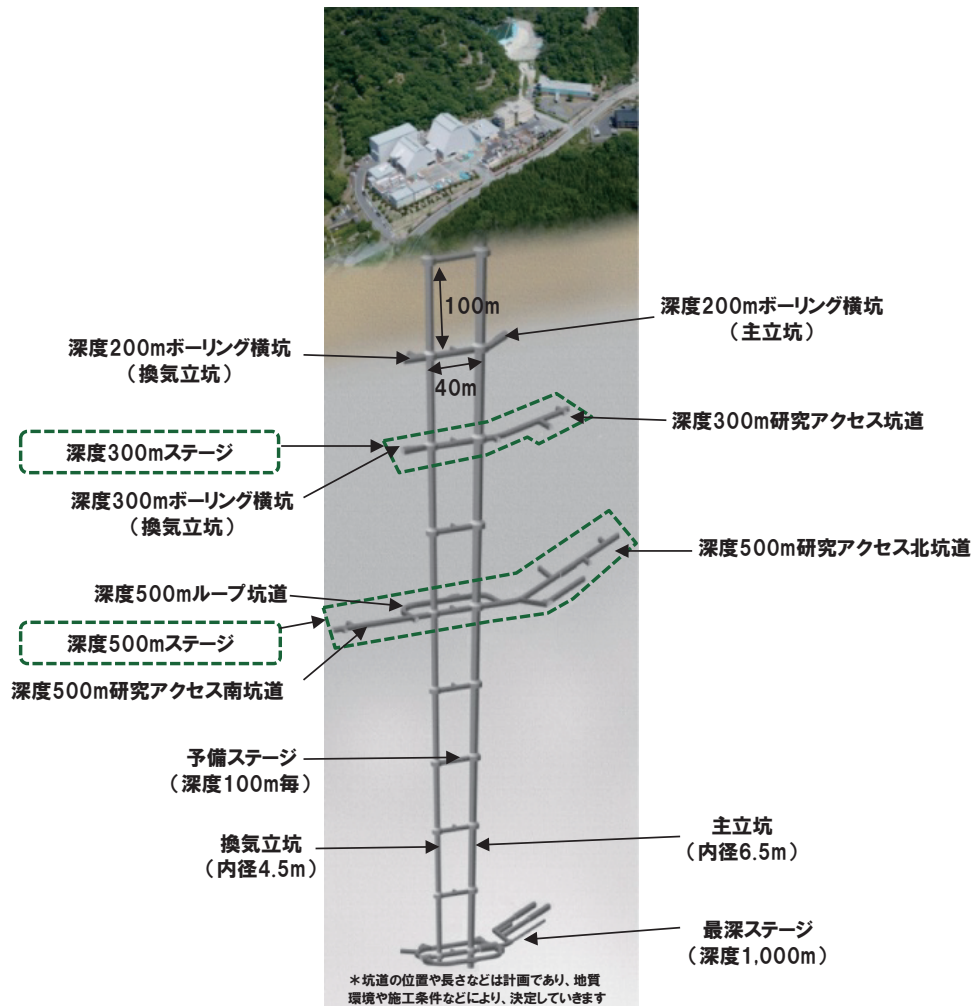 100m
深度200mボーリング横坑
（主立坑）
深度200mボーリング横坑
（換気立坑）
40m
深度300m研究アクセス坑道
深度300mステージ
深度300mボーリング横坑
（換気立坑）
深度500m研究アクセス北坑道
深度500mループ坑道
深度500mステージ
深度500m研究アクセス南坑道
予備ステージ
（深度100m毎）
換気立坑
（内径4.5m）
主立坑
（内径6.5m）
最深ステージ
（深度1,000m）
＊坑道の位置や長さなどは計画であり、地質
環境や施工条件などにより、決定していきます